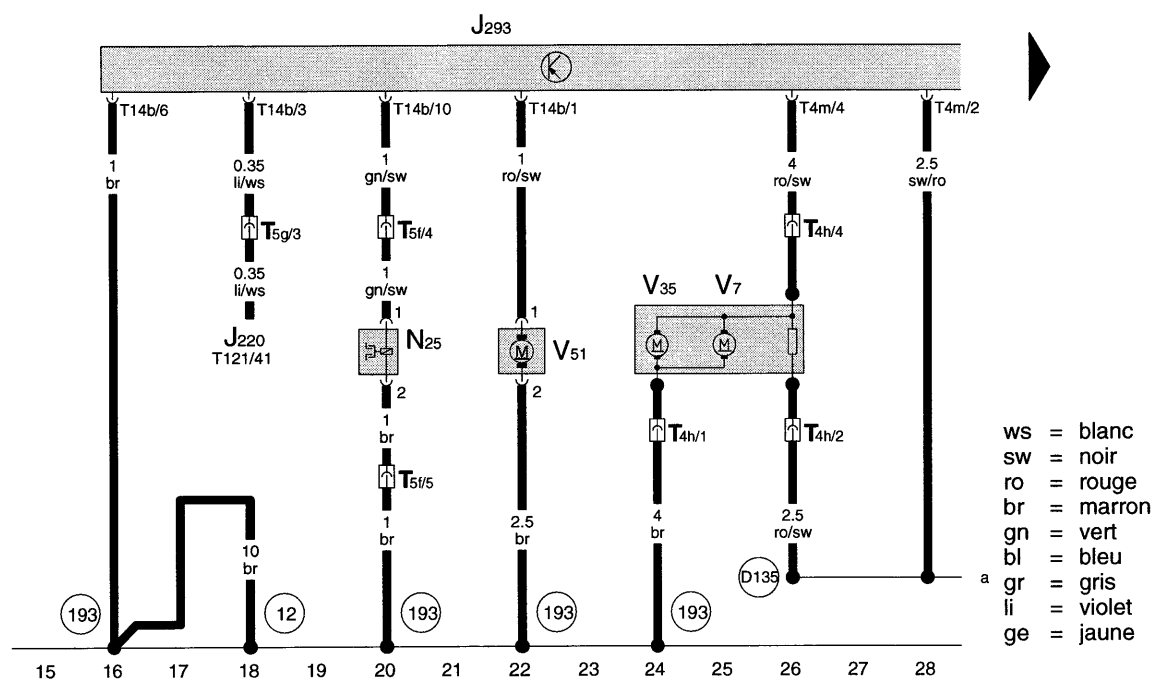 J293
T14b/6 T14b/3 T14b/10 T14b/1 T4m/4 T4m/2
1 0.35 1 1 4 2.5
br li/ws gn/sw ro/sw ro/sw sw/ro
T5g/3 T5f/4 T4h/4
0.35 1
li/ws gn/sw
V35 V7
1 1
J220 N25 M V51 M M
T121/41
2 2
1
br
T4h/1 T4h/2
T5f/5
1 2.5 4 2.5
br br br ro/sw
10
br
D135 a
193 12 193 193 193
15 16 17 18 19 20 21 22 23 24 25 26 27 28
ws = blanc
sw = noir
ro = rouge
br = marron
gn = vert
bl = bleu
gr = gris
li = violet
ge = jaune